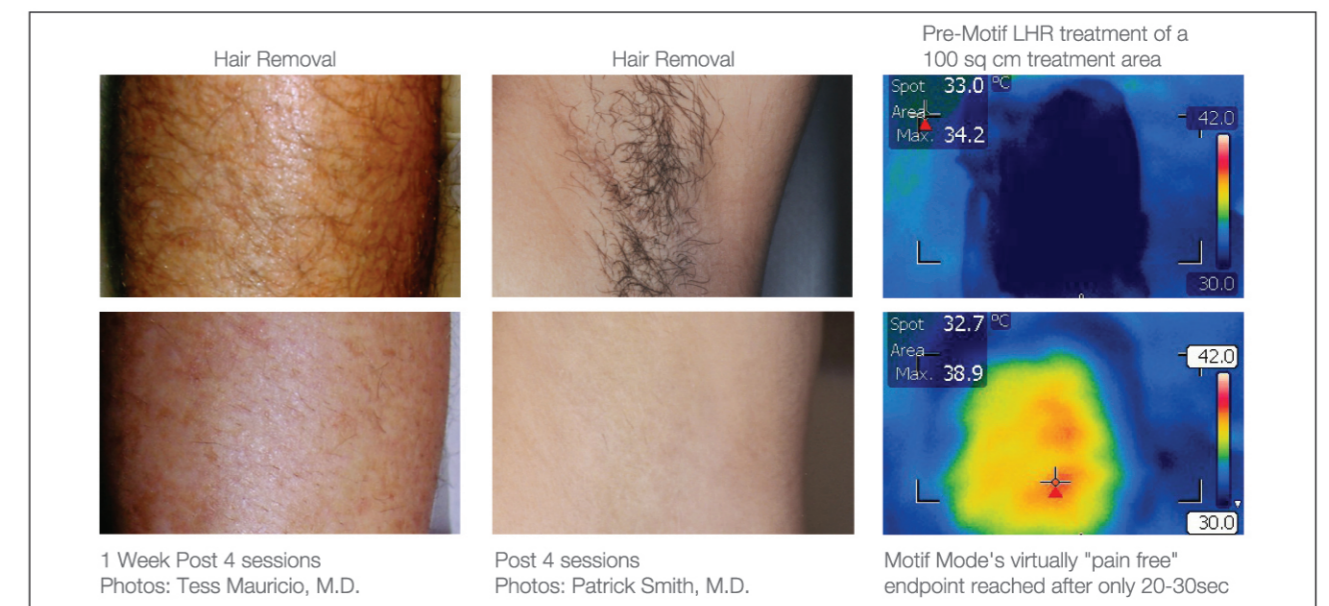 Hair Removal
Hair Removal
Pre-Motif LHR treatment of a
100 sq cm treatment area
Spot 33.0 °C
Area
Max. 34.2
42.0
30.0
Spot 32.7 °C
Area
Max. 38.9
42.0
30.0
1 Week Post 4 sessions
Photos: Tess Mauricio, M.D.
Post 4 sessions
Photos: Patrick Smith, M.D.
Motif Mode's virtually "pain free"
endpoint reached after only 20-30sec